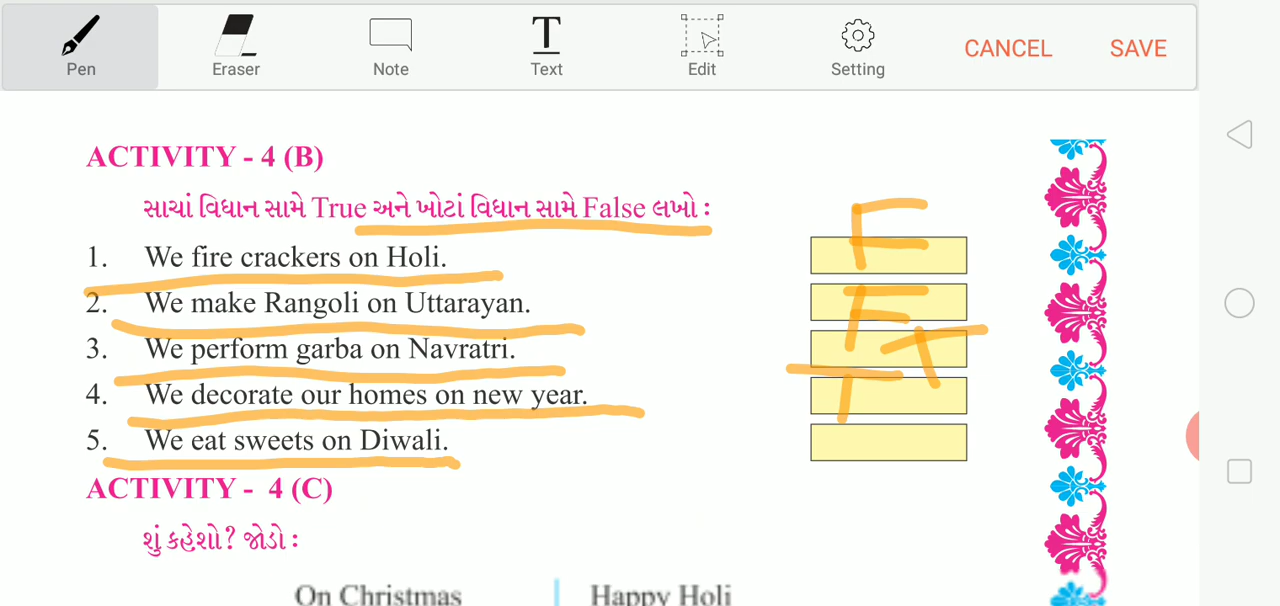 Pen Eraser Note Text Edit Setting CANCEL SAVE
ACTIVITY - 4 (B)
સાચાં વિધાન સામે True અને ખોટાં વિધાન સામે False લખો :
1. We fire crackers on Holi. F
2. We make Rangoli on Uttarayan. F
3. We perform garba on Navratri. T
4. We decorate our homes on new year. T
5. We eat sweets on Diwali.
ACTIVITY - 4 (C)
શું કહેશો? જોડો :
On Christmas Happy Holi